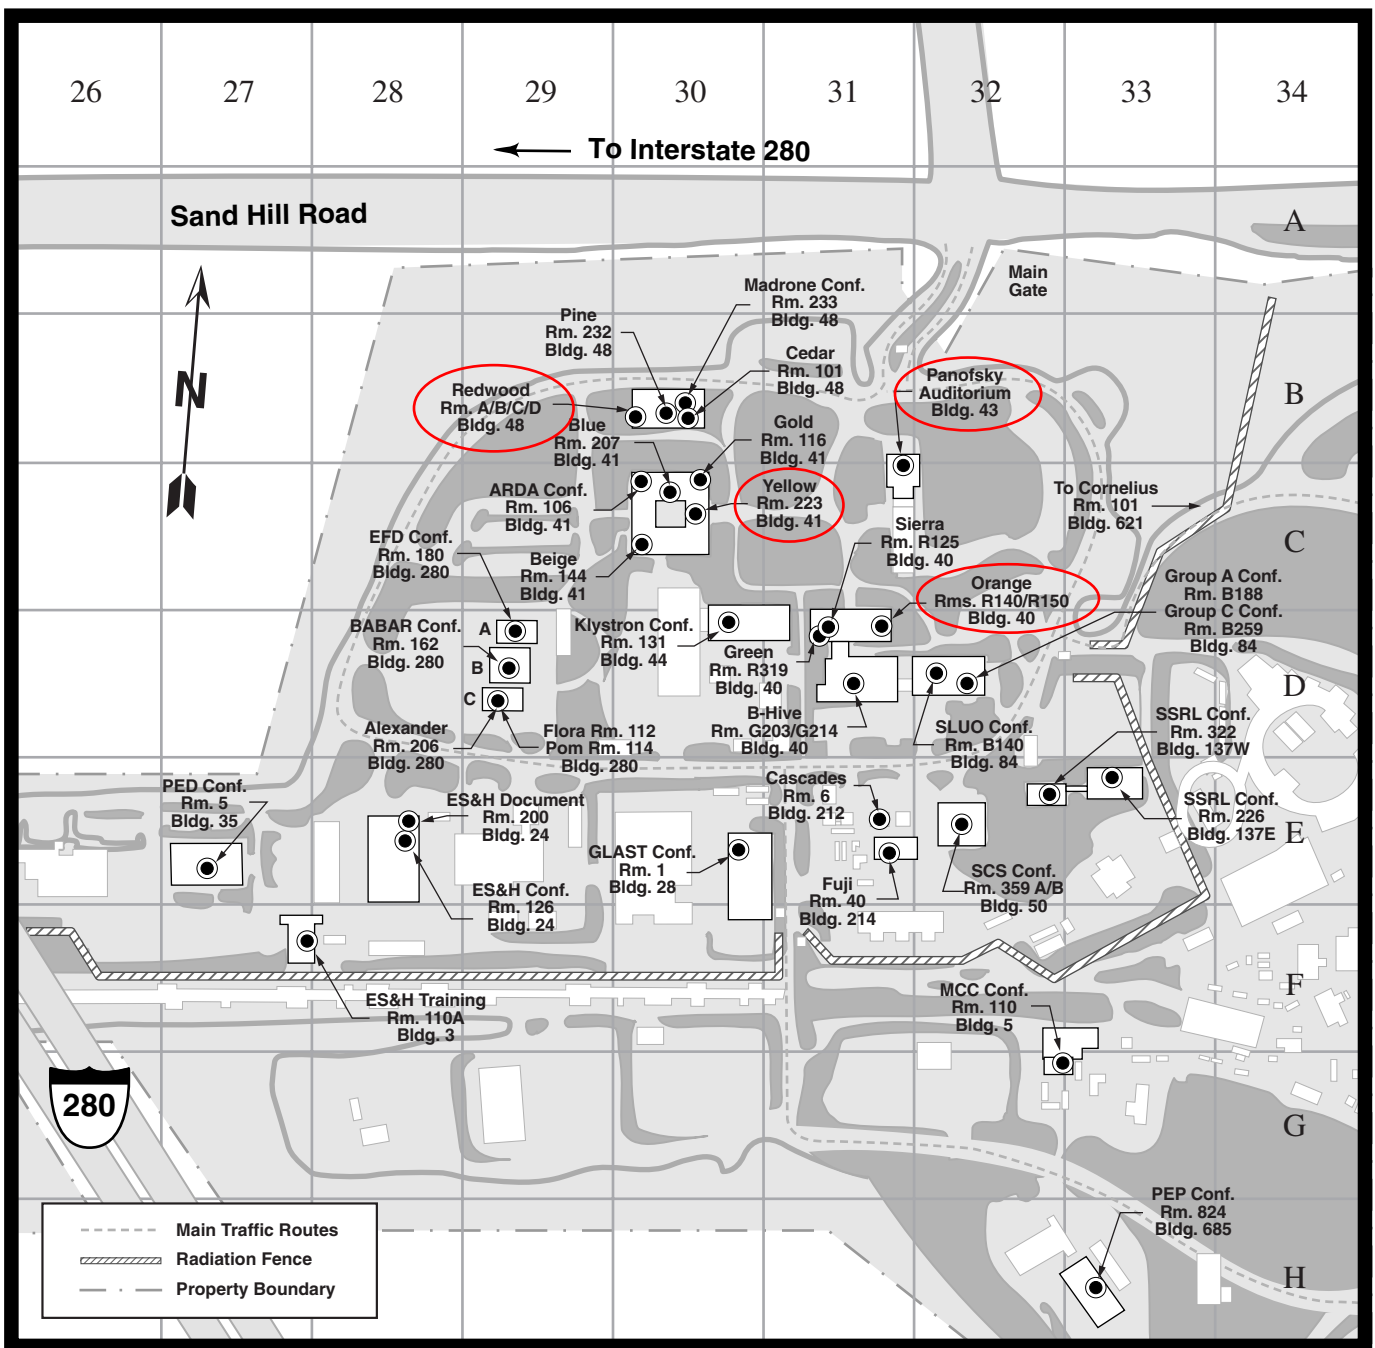 26 27 28 29 30 31 32 33 34
To Interstate 280
Sand Hill Road
A
Main
Gate
Madrone Conf.
Rm. 233
Bldg. 48
Pine
Rm. 232
Bldg. 48
Cedar
Rm. 101
Bldg. 48
Redwood
Rm. A/B/C/D
Bldg. 48
Panofsky
Auditorium
Bldg. 43
B
N
Blue
Rm. 207
Bldg. 41
Gold
Rm. 116
Bldg. 41
ARDA Conf.
Rm. 106
Bldg. 41
Yellow
Rm. 223
Bldg. 41
To Cornelius
Rm. 101
Bldg. 621
Sierra
Rm. R125
Bldg. 40
C
EFD Conf.
Rm. 180
Bldg. 280
Beige
Rm. 144
Bldg. 41
Orange
Rms. R140/R150
Bldg. 40
Group A Conf.
Rm. B188
Group C Conf.
Rm. B259
Bldg. 84
BABAR Conf.
Rm. 162
Bldg. 280
A
B
C
Klystron Conf.
Rm. 131
Bldg. 44
Green
Rm. R319
Bldg. 40
D
Alexander
Rm. 206
Bldg. 280
Flora Rm. 112
Pom Rm. 114
Bldg. 280
B-Hive
Rm. G203/G214
Bldg. 40
SLUO Conf.
Rm. B140
Bldg. 84
SSRL Conf.
Rm. 322
Bldg. 137W
PED Conf.
Rm. 5
Bldg. 35
ES&H Document
Rm. 200
Bldg. 24
Cascades
Rm. 6
Bldg. 212
SSRL Conf.
Rm. 226
Bldg. 137E
E
GLAST Conf.
Rm. 1
Bldg. 28
ES&H Conf.
Rm. 126
Bldg. 24
Fuji
Rm. 40
Bldg. 214
SCS Conf.
Rm. 359 A/B
Bldg. 50
F
ES&H Training
Rm. 110A
Bldg. 3
MCC Conf.
Rm. 110
Bldg. 5
280
G
PEP Conf.
Rm. 824
Bldg. 685
H
Main Traffic Routes
Radiation Fence
Property Boundary